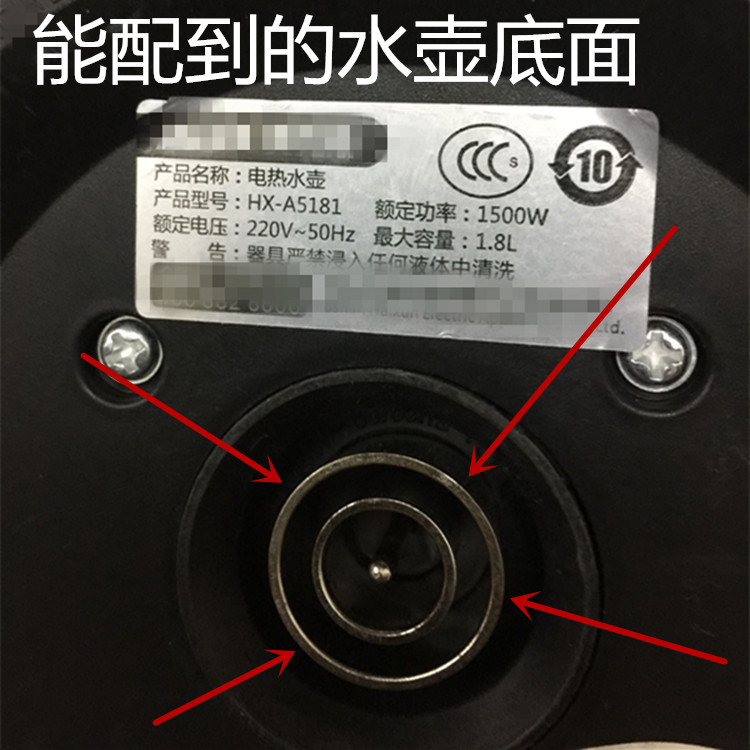 能配到的水壶底面
CCC S
10
产品名称：电热水壶
产品型号：HX-A5181 额定功率：1500W
额定电压：220V~50Hz 最大容量：1.8L
警 告：器具严禁浸入任何液体中清洗
Ltd.